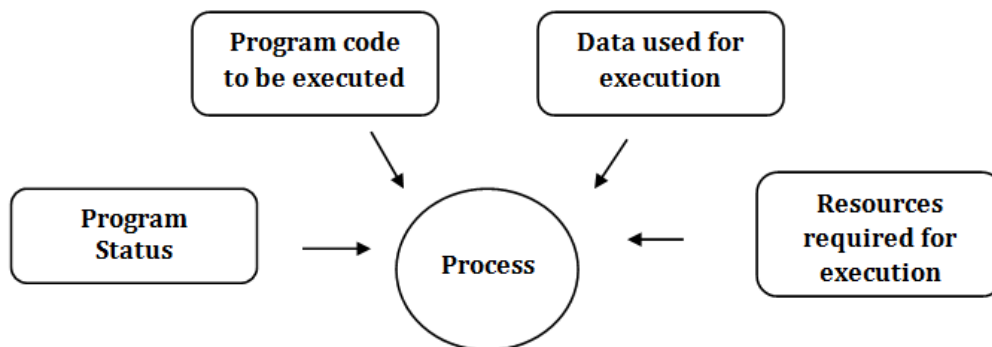 Program code
to be executed
Data used for
execution
Program
Status
Process
Resources
required for
execution